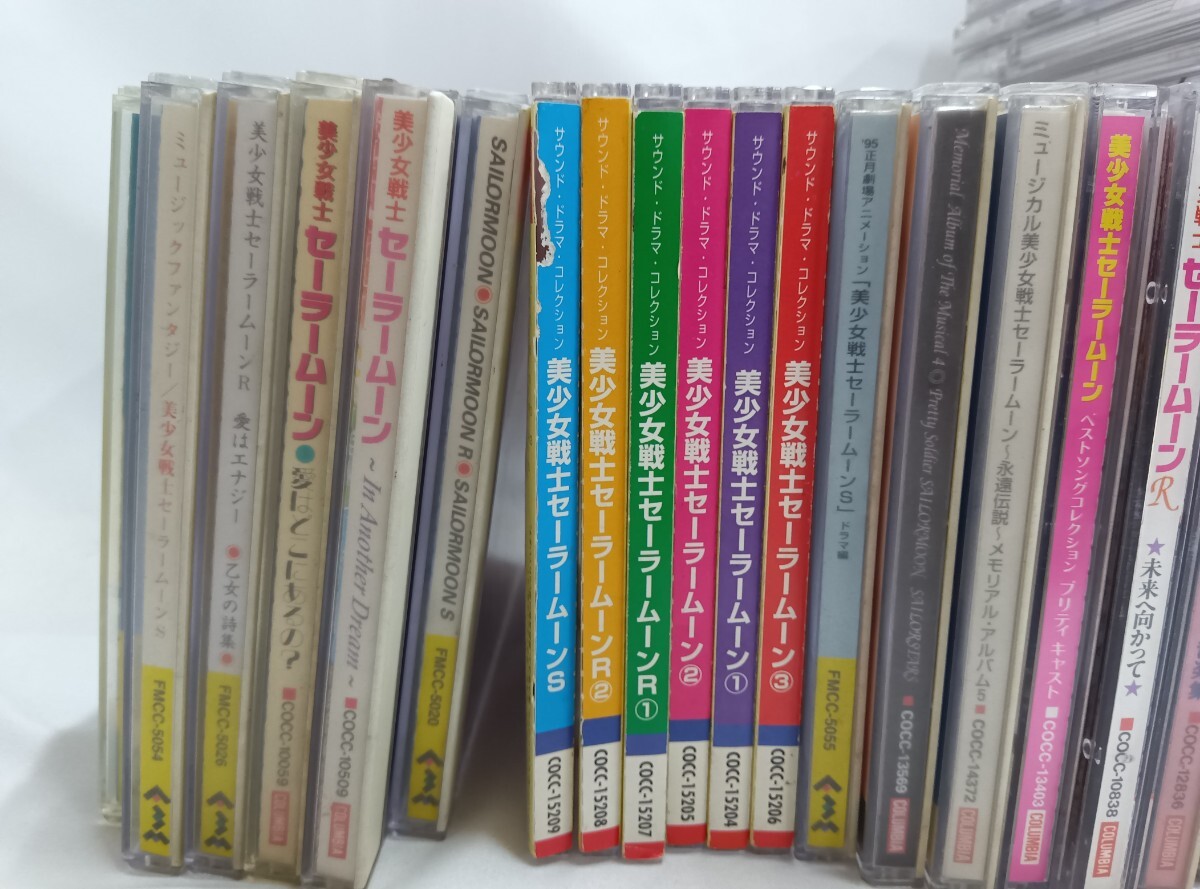 ミュージックファンタジー/美少女戦士セーラームーンS
FMCC-5054
美少女戦士セーラームーンR 愛はエナジー ●乙女の詩集●
FMCC-5026
美少女戦士セーラームーン●愛はどこにあるの?
■COCC-10059
COLUMBIA
美少女戦士セーラームーン
~In Another Dream~
■COCC-10509
COLUMBIA
SAILORMOON●SAILORMOON R●SAILORMOON S
FMCC-5020
サウンド・ドラマ・コレクション 美少女戦士セーラームーンS
COCC-15209
サウンド・ドラマ・コレクション 美少女戦士セーラームーンR②
COCC-15208
サウンド・ドラマ・コレクション 美少女戦士セーラームーンR①
COCC-15207
サウンド・ドラマ・コレクション 美少女戦士セーラームーン②
COCC-15205
サウンド・ドラマ・コレクション 美少女戦士セーラームーン①
COCC-15204
サウンド・ドラマ・コレクション 美少女戦士セーラームーン③
COCC-15206
'95正月劇場アニメーション「美少女戦士セーラームーンS」ドラマ編
FMCC-5055
Memorial Album of The Musical 4 Pretty Soldier SAILORMOON SAILORSTARS
■COCC-13569
COLUMBIA
ミュージカル美少女戦士セーラームーン~永遠伝説~メモリアル・アルバム5
■COCC-14372
COLUMBIA
美少女戦士セーラームーン ベストソングコレクション プリティ キャスト
■COCC-13403
COLUMBIA
セーラームーンR ★未来へ向かって★
■COCC-10838
COLUMBIA
COCC-12836